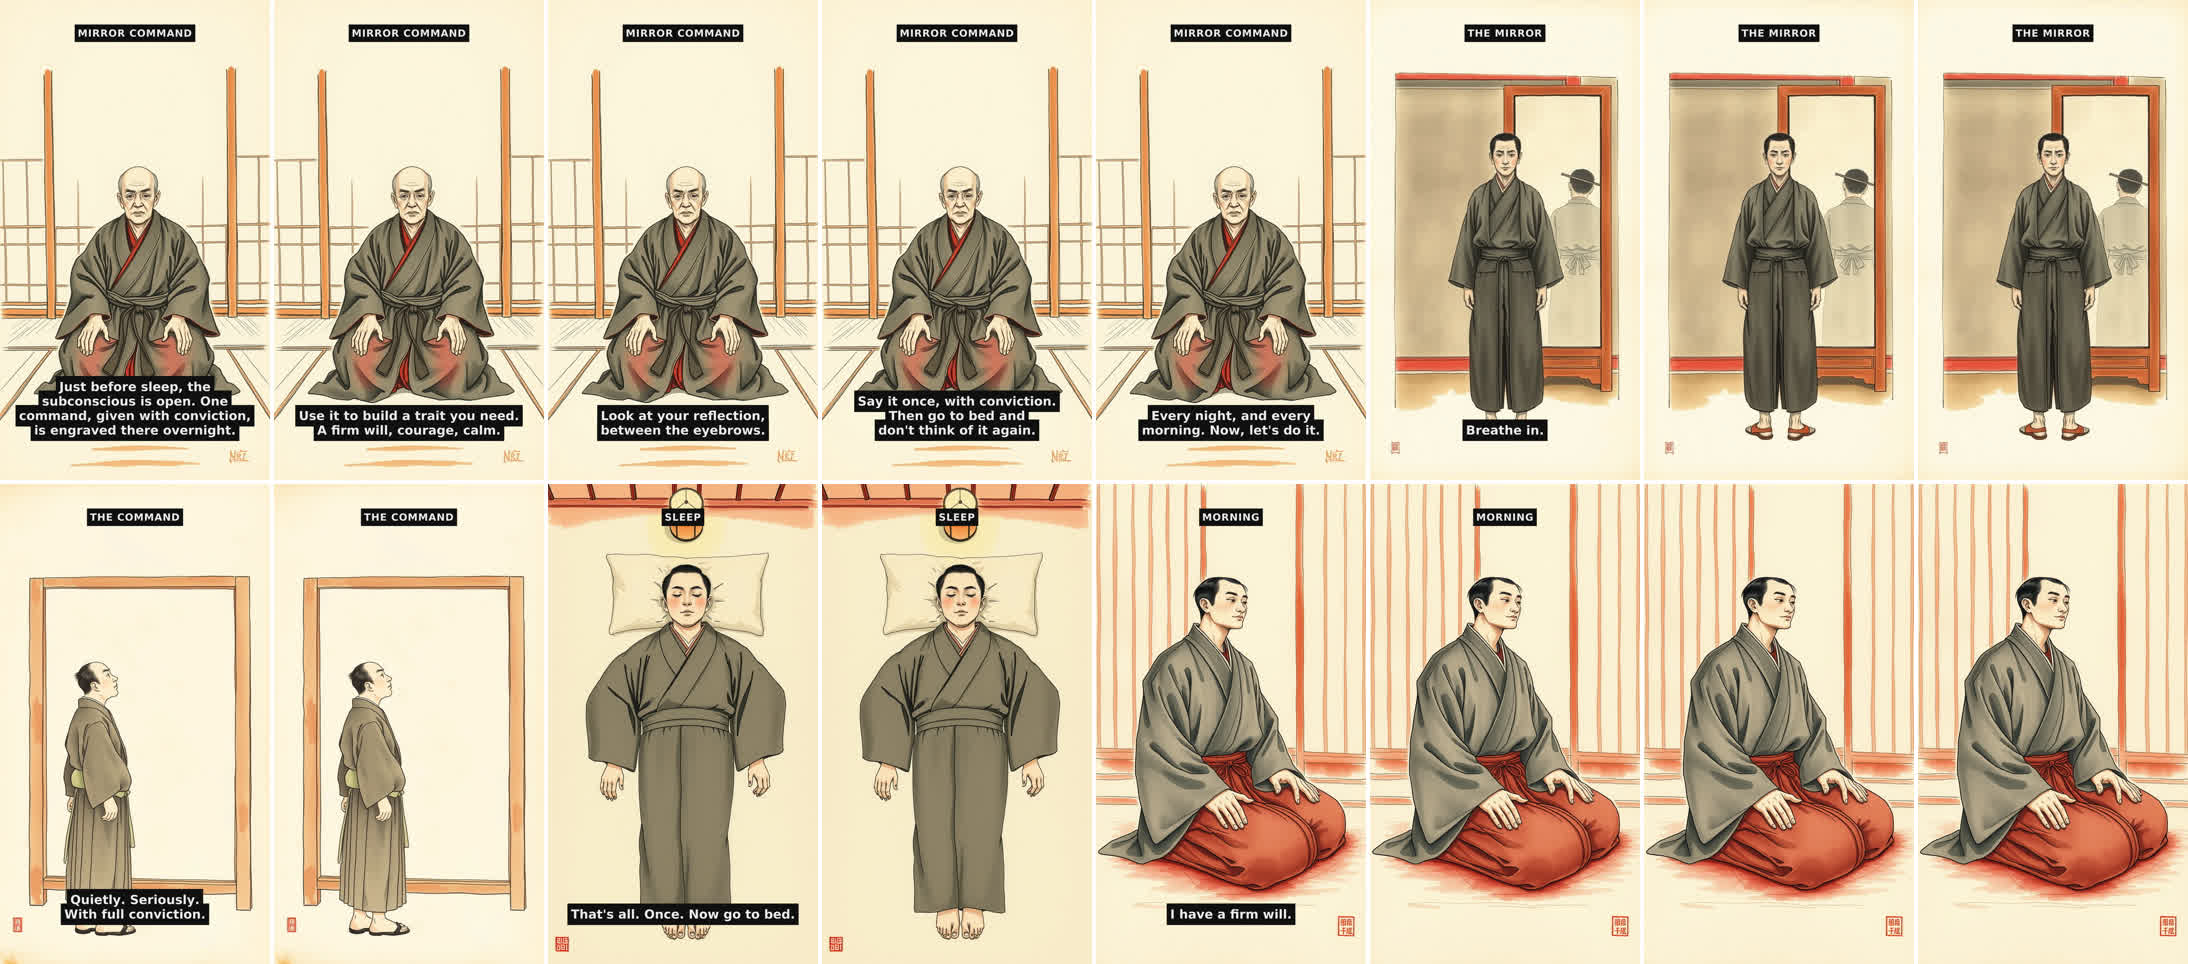 MIRROR COMMAND
Just before sleep, the
subconscious is open. One
command, given with conviction,
is engraved there overnight.
MIRROR COMMAND
Use it to build a trait you need.
A firm will, courage, calm.
MIRROR COMMAND
Look at your reflection,
between the eyebrows.
MIRROR COMMAND
Say it once, with conviction.
Then go to bed and
don't think of it again.
MIRROR COMMAND
Every night, and every
morning. Now, let's do it.
THE MIRROR
Breathe in.
THE MIRROR
THE MIRROR
THE COMMAND
Quietly. Seriously.
With full conviction.
THE COMMAND
SLEEP
That's all. Once. Now go to bed.
SLEEP
MORNING
I have a firm will.
MORNING